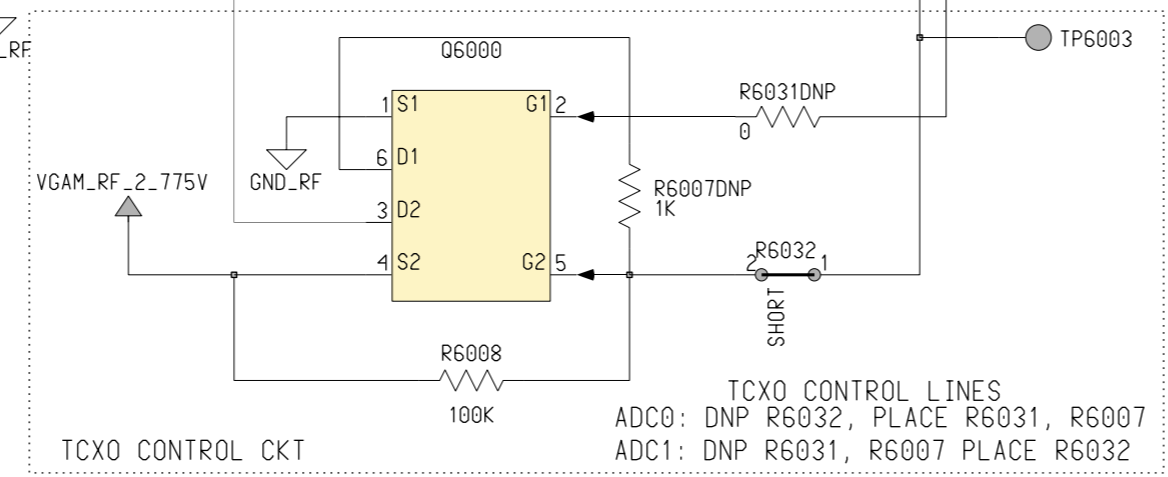 _RF
Q6000
TP6003
R6031DNP
0
1 S1
G1 2
6 D1
GND_RF
VGAM_RF_2_775V
R6007DNP
1K
3 D2
4 S2
G2 5
R6032
2
1
SHORT
R6008
100K
TCXO CONTROL LINES
ADC0: DNP R6032, PLACE R6031, R6007
ADC1: DNP R6031, R6007 PLACE R6032
TCXO CONTROL CKT